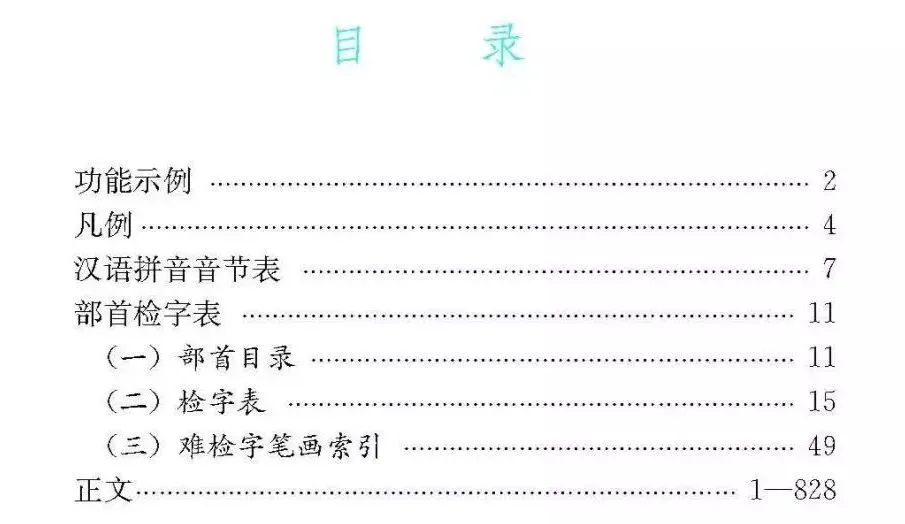 目 录
功能示例 …………………………………………………… 2
凡例 …………………………………………………… 4
汉语拼音音节表 …………………………………………………… 7
部首检字表 …………………………………………………… 11
（一）部首目录 …………………………………………………… 11
（二）检字表 …………………………………………………… 15
（三）难检字笔画索引 …………………………………………………… 49
正文 …………………………………………………… 1—828